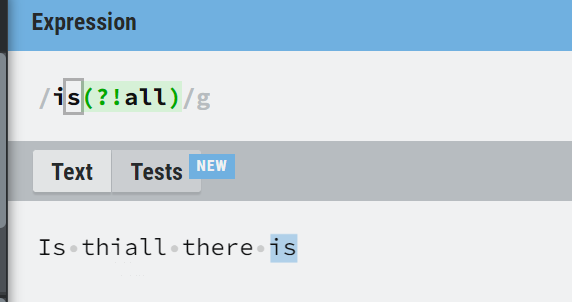 Expression
/is(?!all)/g
Text Tests NEW
Is·thiall·there·is